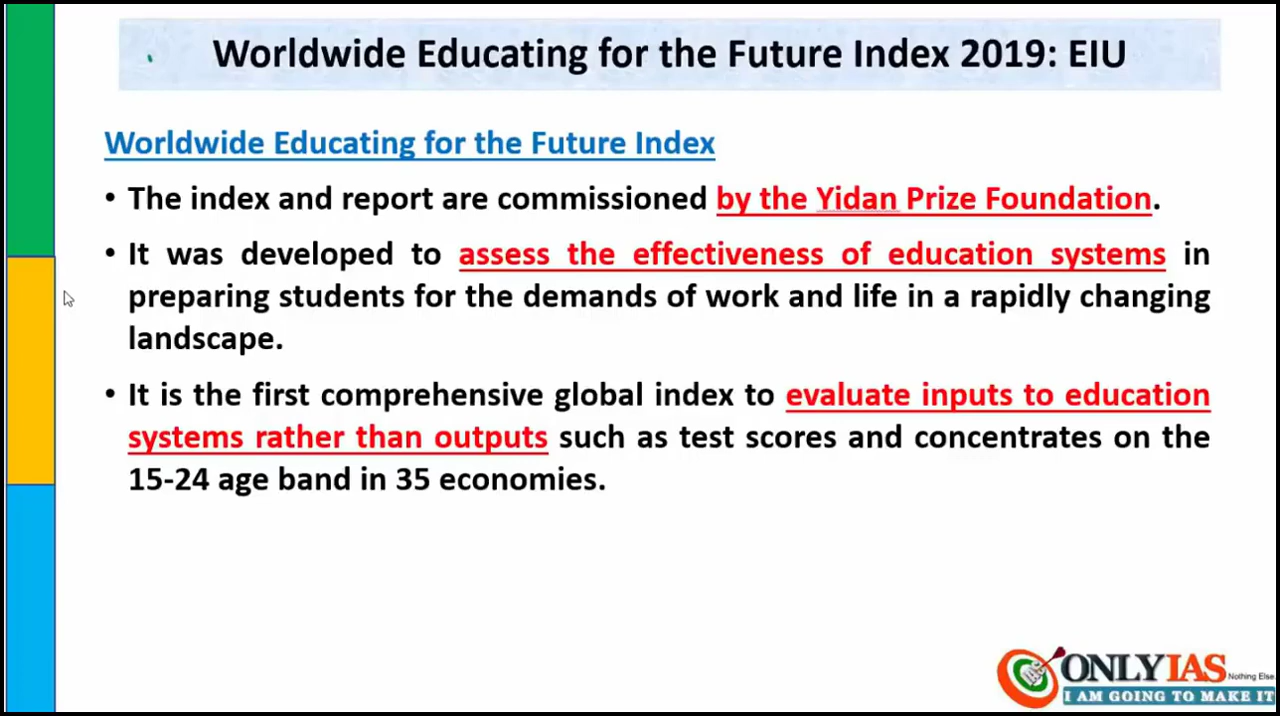 Worldwide Educating for the Future Index 2019: EIU
Worldwide Educating for the Future Index
• The index and report are commissioned by the Yidan Prize Foundation.
• It was developed to assess the effectiveness of education systems in
preparing students for the demands of work and life in a rapidly changing
landscape.
• It is the first comprehensive global index to evaluate inputs to education
systems rather than outputs such as test scores and concentrates on the
15-24 age band in 35 economies.
ONLYIAS
Nothing Else.
I AM GOING TO MAKE IT